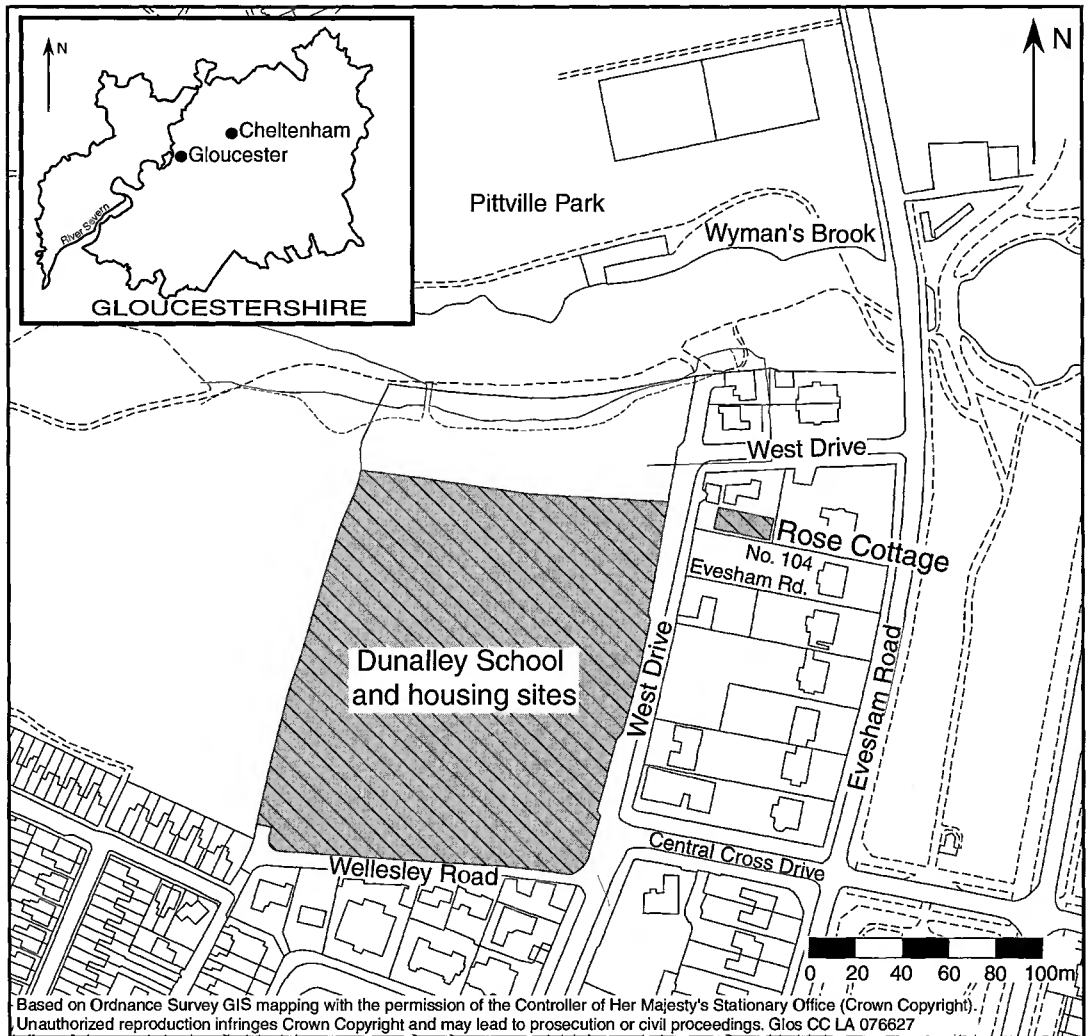 N
Cheltenham
Gloucester
River Severn
GLOUCESTERSHIRE
N
Pittville Park
Wyman's Brook
West Drive
Rose Cottage
No. 104
Evesham Rd.
Dunalley School
and housing sites
West Drive
Evesham Road
Central Cross Drive
Wellesley Road
0 20 40 60 80 100m
Based on Ordnance Survey GIS mapping with the permission of the Controller of Her Majesty's Stationary Office (Crown Copyright).
Unauthorized reproduction infringes Crown Copyright and may lead to prosecution or civil proceedings. Glos CC LA 076627